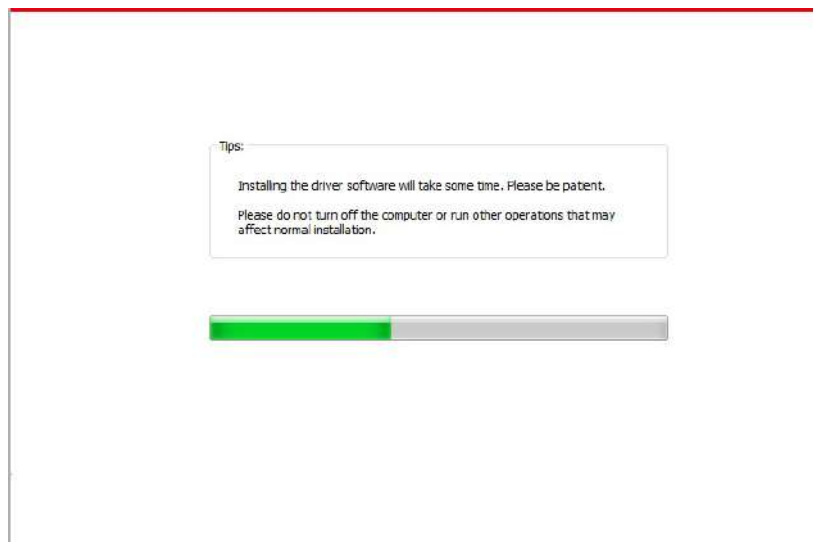 Tips:
Installing the driver software will take some time. Please be patient.
Please do not turn off the computer or run other operations that may
affect normal installation.